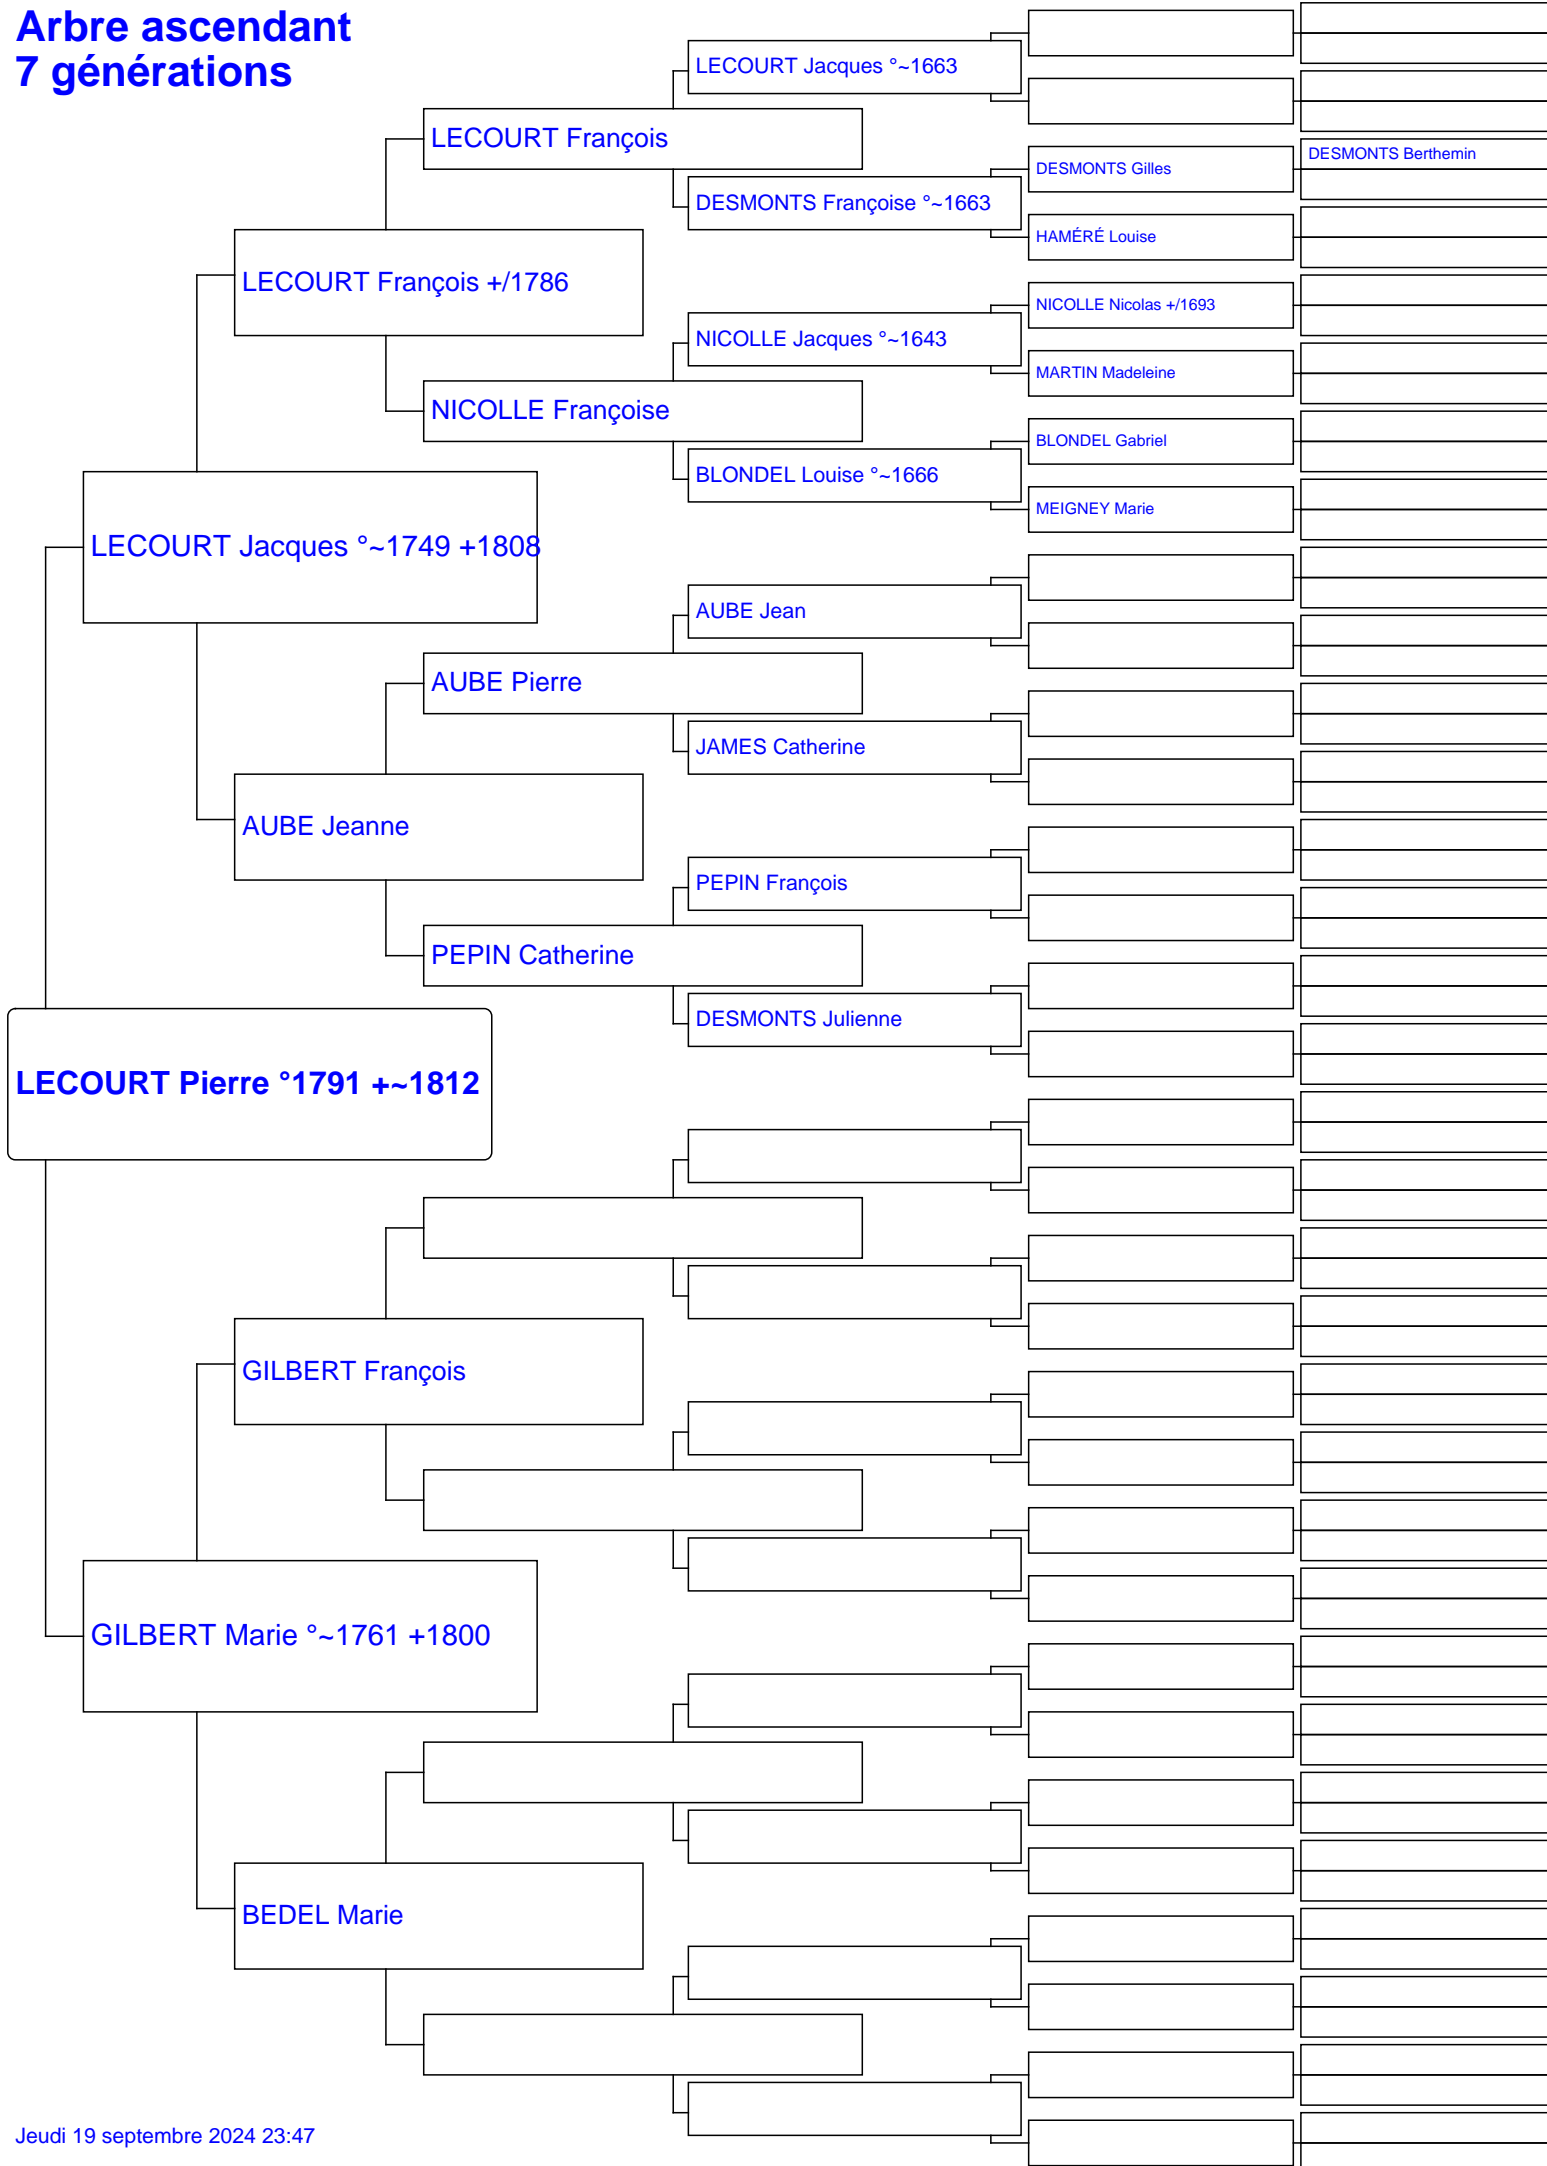 Arbre ascendant
7 générations
LECOURT Jacques °~1663
LECOURT François
DESMONTS Berthemin
DESMONTS Gilles
DESMONTS Françoise °~1663
HAMÉRÉ Louise
LECOURT François +/1786
NICOLLE Nicolas +/1693
NICOLLE Jacques °~1643
MARTIN Madeleine
NICOLLE Françoise
BLONDEL Gabriel
BLONDEL Louise °~1666
MEIGNEY Marie
LECOURT Jacques °~1749 +1808
AUBE Jean
AUBE Pierre
JAMES Catherine
AUBE Jeanne
PEPIN François
PEPIN Catherine
DESMONTS Julienne
LECOURT Pierre °1791 +~1812
GILBERT François
GILBERT Marie °~1761 +1800
BEDEL Marie
Jeudi 19 septembre 2024 23:47